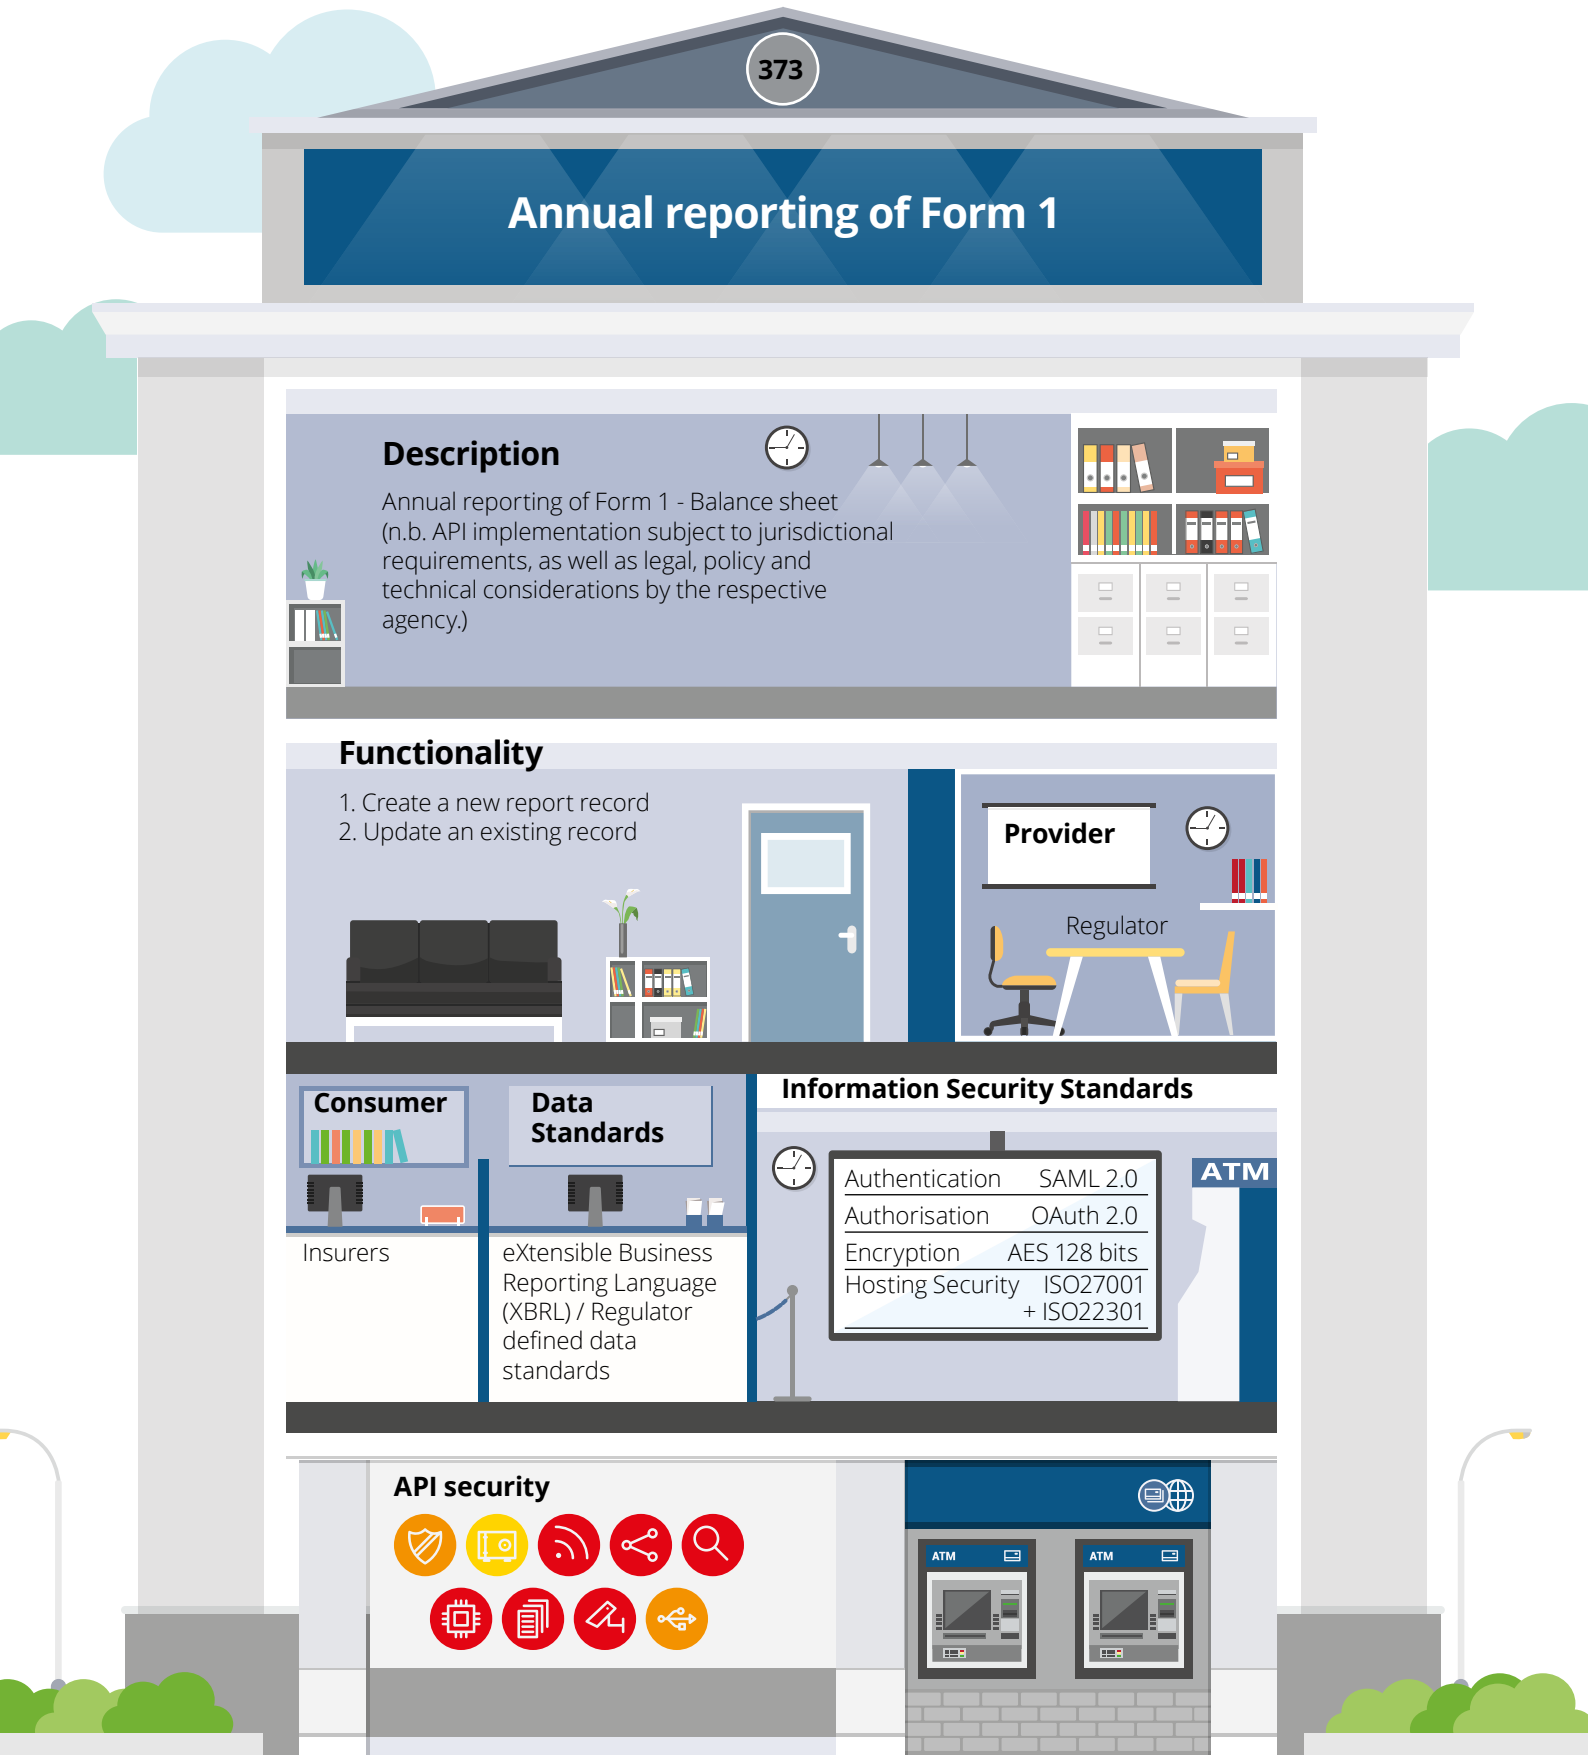 373
Annual reporting of Form 1
Description
Annual reporting of Form 1 - Balance sheet
(n.b. API implementation subject to jurisdictional
requirements, as well as legal, policy and
technical considerations by the respective
agency.)
Functionality
1. Create a new report record
2. Update an existing record
Provider
Regulator
Consumer
Insurers
Data
Standards
eXtensible Business
Reporting Language
(XBRL) / Regulator
defined data
standards
Information Security Standards
Authentication SAML 2.0
Authorisation OAuth 2.0
Encryption AES 128 bits
Hosting Security ISO27001
+ ISO22301
ATM
API security
ATM
ATM